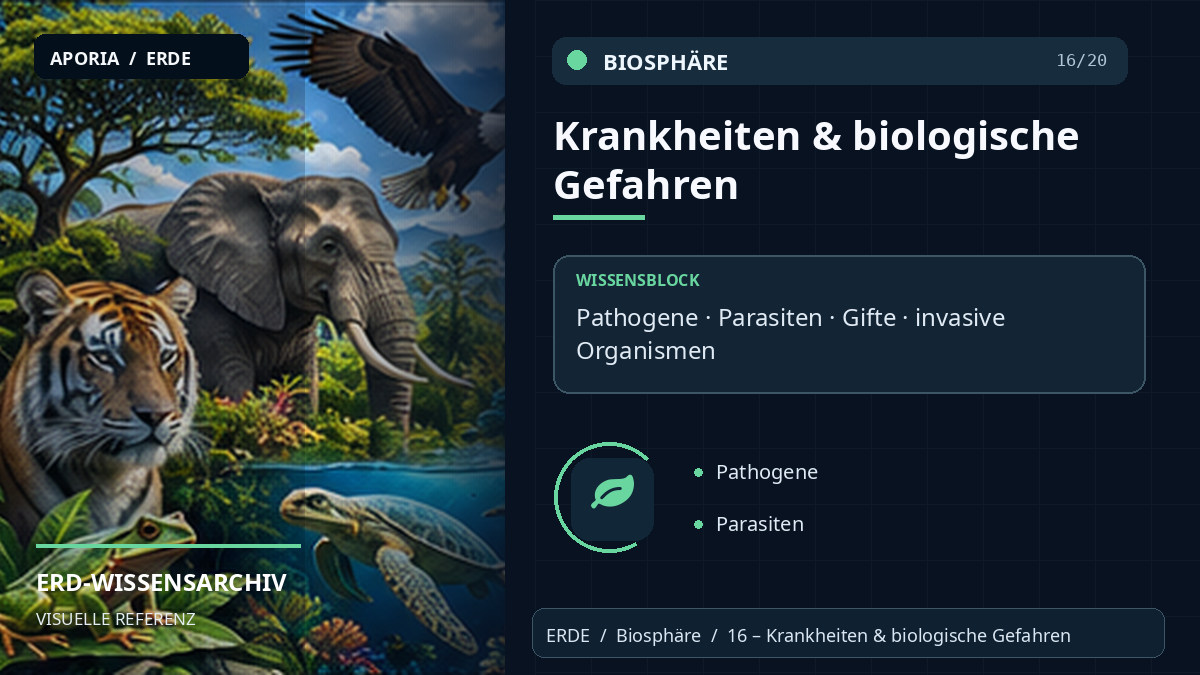 APORIA / ERDE
BIOSPHÄRE
16/20
Krankheiten & biologische
Gefahren
WISSENSBLOCK
Pathogene · Parasiten · Gifte · invasive
Organismen
Pathogene
Parasiten
ERD-WISSENSARCHIV
VISUELLE REFERENZ
ERDE / Biosphäre / 16 – Krankheiten & biologische Gefahren